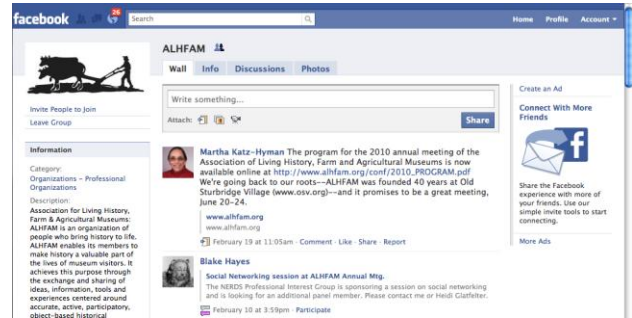 facebook
26
Search
Home Profile Account
ALHFAM
Wall Info Discussions Photos
Write something...
Attach:
Share
Invite People to Join
Leave Group
Information
Category:
Organizations - Professional
Organizations
Description:
Association for Living History,
Farm & Agricultural Museums:
ALHFAM is an organization of
people who bring history to life.
ALHFAM enables its members to
make history a valuable part of
the lives of museum visitors. It
achieves this purpose through
the exchange and sharing of
ideas, information, tools and
experiences centered around
accurate, active, participatory,
object-based historical
Martha Katz-Hyman The program for the 2010 annual meeting of the
Association of Living History, Farm and Agricultural Museums is now
available online at http://www.alhfam.org/conf/2010_PROGRAM.pdf
We're going back to our roots--ALHFAM was founded 40 years at Old
Sturbridge Village (www.osv.org)--and it promises to be a great meeting,
June 20-24.
www.alhfam.org
www.alhfam.org
February 19 at 11:05am · Comment · Like · Share · Report
Blake Hayes
Social Networking session at ALHFAM Annual Mtg.
The NERDS Professional Interest Group is sponsoring a session on social networking
and is looking for an additional panel member. Please contact me or Heidi Glatfelter.
February 10 at 3:59pm · Participate
Create an Ad
Connect With More
Friends
f
Share the Facebook
experience with more of
your friends. Use our
simple invite tools to start
connecting.
More Ads